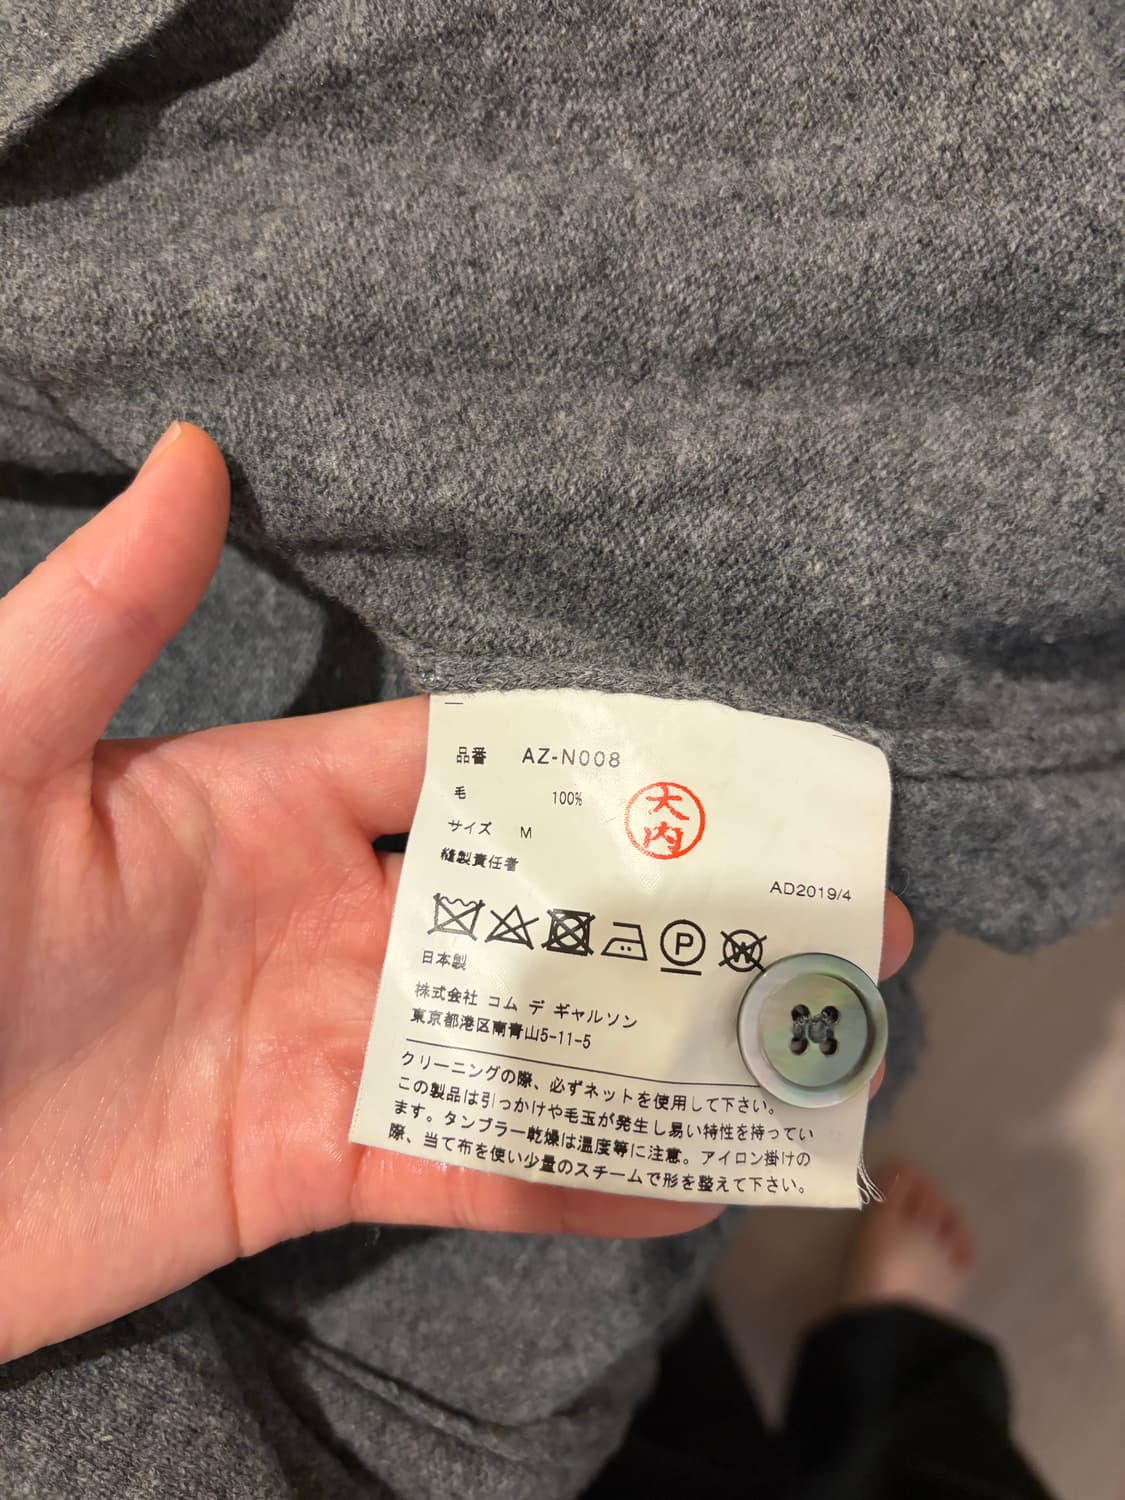 品番 AZ-N008
毛 100%
サイズ M
縫製責任者
大内
AD2019/4
P
W
日本製
株式会社 コム デ ギャルソン
東京都港区南青山5-11-5
クリーニングの際、必ずネットを使用して下さい。
この製品は引っかけや毛玉が発生し易い特性を持ってい
ます。タンブラー乾燥は温度等に注意。アイロン掛けの
際、当て布を使い少量のスチームで形を整えて下さい。